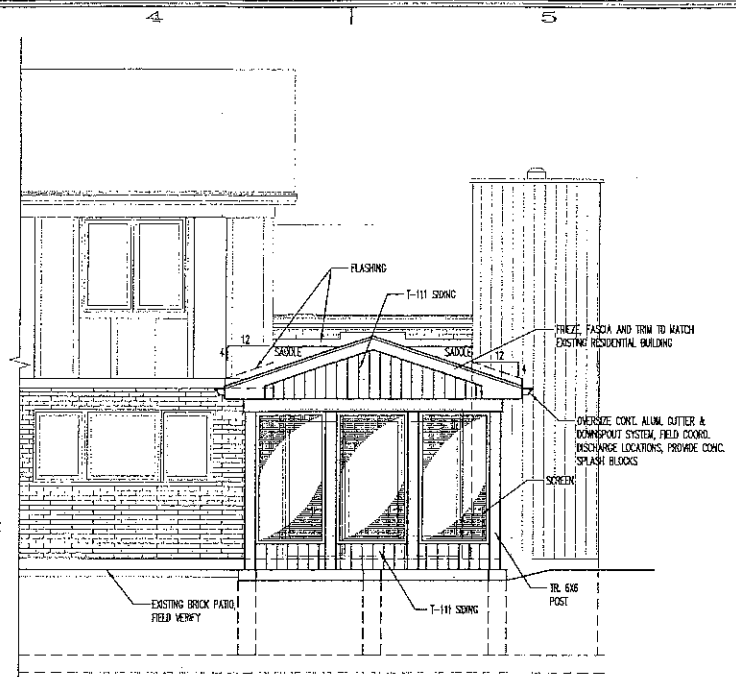 4
5
FLASHING
T-111 SIDING
12
SADDLE
SADDLE
12
4
4
FRIEZE, FASCIA AND TRIM TO MATCH
EXISTING RESIDENTIAL BUILDING
OVERSIZE CONT. ALUM. GUTTER &
DOWNSPOUT SYSTEM, FIELD COORD.
DISCHARGE LOCATIONS, PROVIDE CONC.
SPLASH BLOCKS
SCREEN
TR. 6X6
POST
EXISTING BRICK PATIO,
FIELD VERIFY
T-111 SIDING